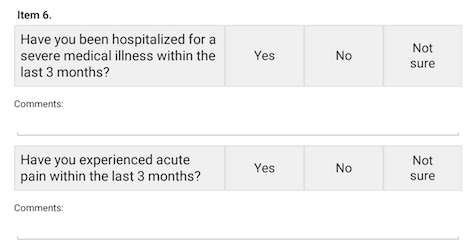 Item 6.
Have you been hospitalized for a
severe medical illness within the
last 3 months?
Yes
No
Not
sure
Comments:
Have you experienced acute
pain within the last 3 months?
Yes
No
Not
sure
Comments: